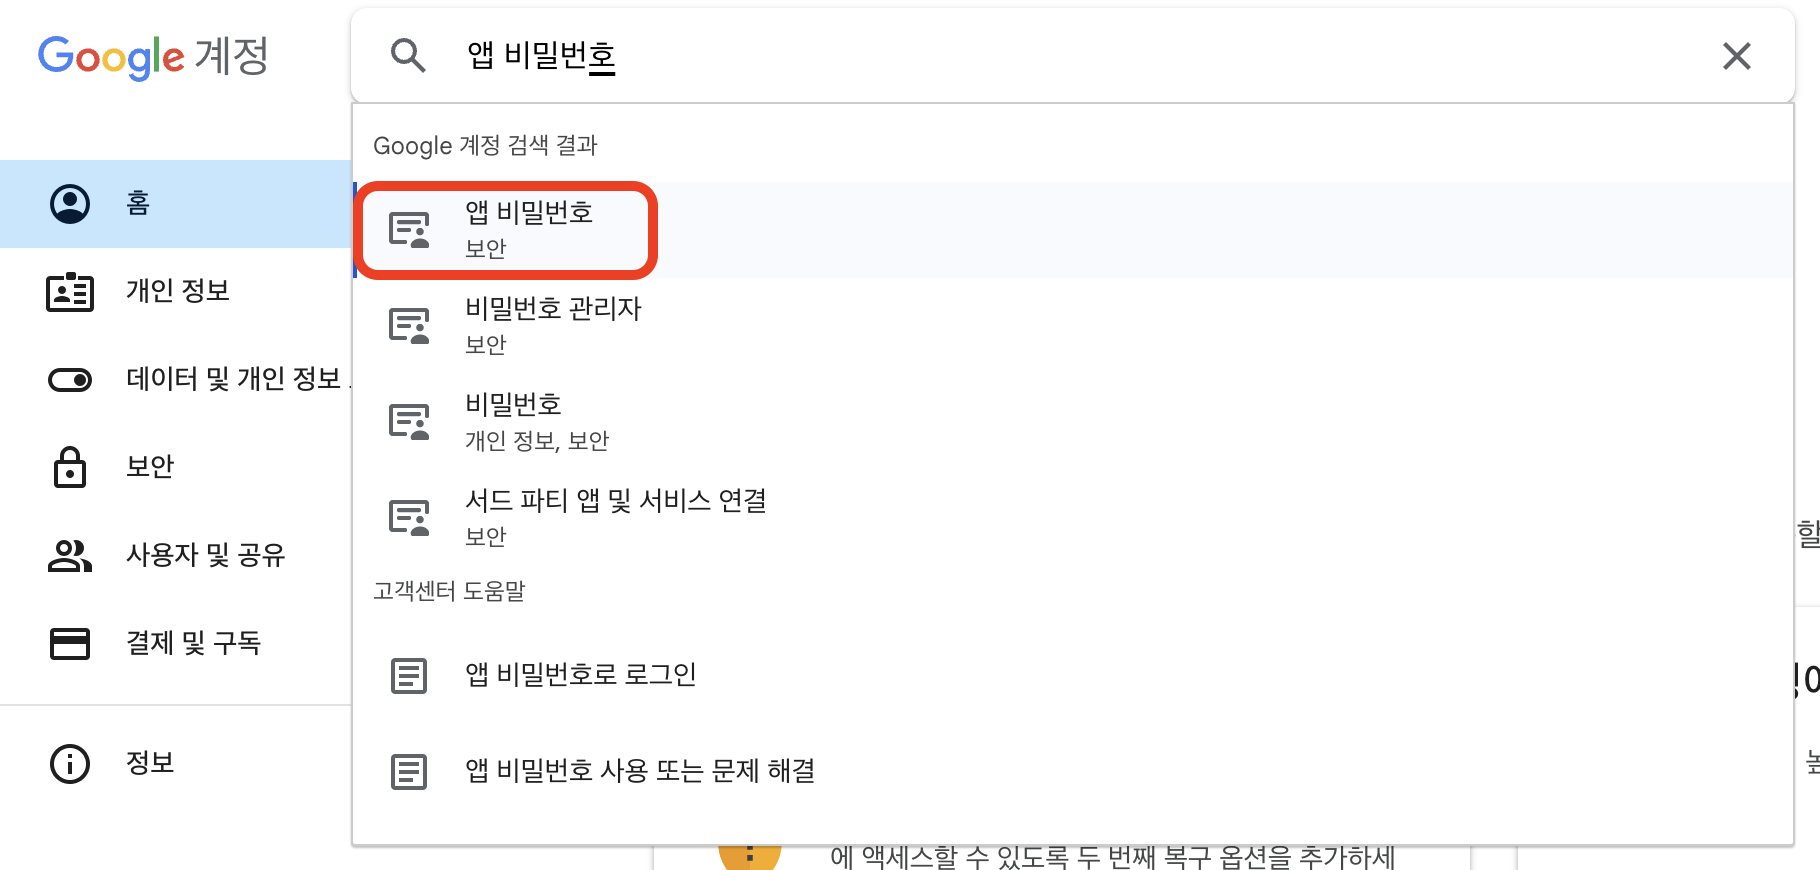 Google 계정
앱 비밀번호
홈
개인 정보
데이터 및 개인 정보
보안
사용자 및 공유
결제 및 구독
정보
Google 계정 검색 결과
앱 비밀번호
보안
비밀번호 관리자
보안
비밀번호
개인 정보, 보안
서드 파티 앱 및 서비스 연결
보안
고객센터 도움말
앱 비밀번호로 로그인
앱 비밀번호 사용 또는 문제 해결
할
에 액세스할 수 있도록 두 번째 복구 옵션을 추가하세